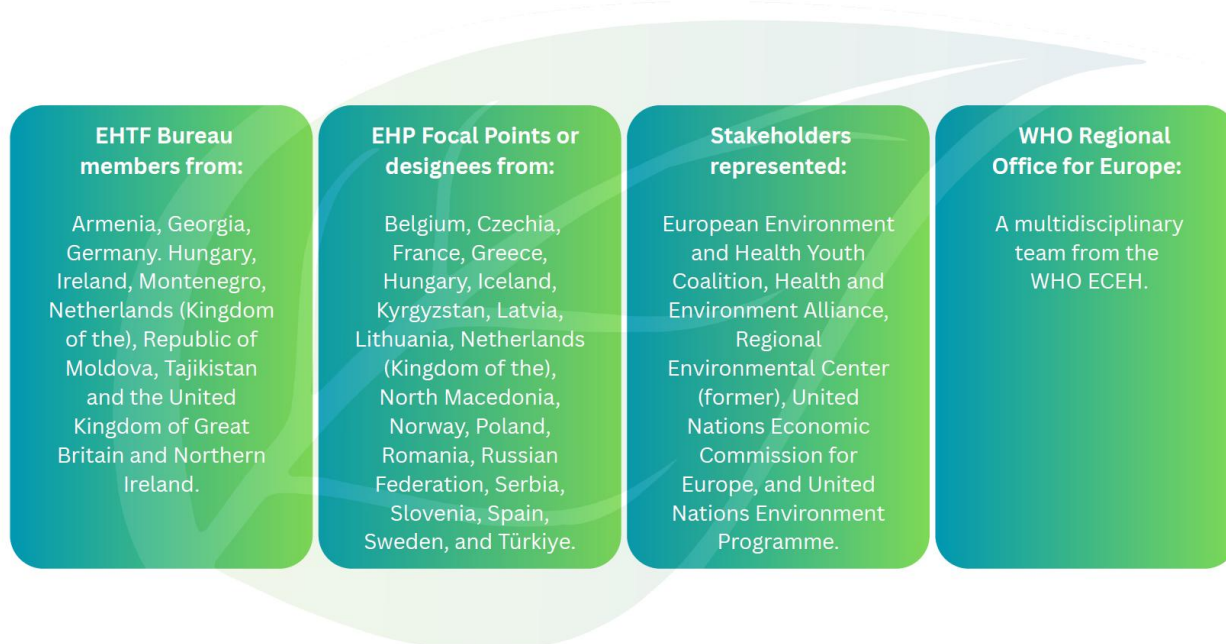 EHTF Bureau
members from:
Armenia, Georgia,
Germany. Hungary,
Ireland, Montenegro,
Netherlands (Kingdom
of the), Republic of
Moldova, Tajikistan
and the United
Kingdom of Great
Britain and Northern
Ireland.
EHP Focal Points or
designees from:
Belgium, Czechia,
France, Greece,
Hungary, Iceland,
Kyrgyzstan, Latvia,
Lithuania, Netherlands
(Kingdom of the),
North Macedonia,
Norway, Poland,
Romania, Russian
Federation, Serbia,
Slovenia, Spain,
Sweden, and Türkiye.
Stakeholders
represented:
European Environment
and Health Youth
Coalition, Health and
Environment Alliance,
Regional
Environmental Center
(former), United
Nations Economic
Commission for
Europe, and United
Nations Environment
Programme.
WHO Regional
Office for Europe:
A multidisciplinary
team from the
WHO ECEH.